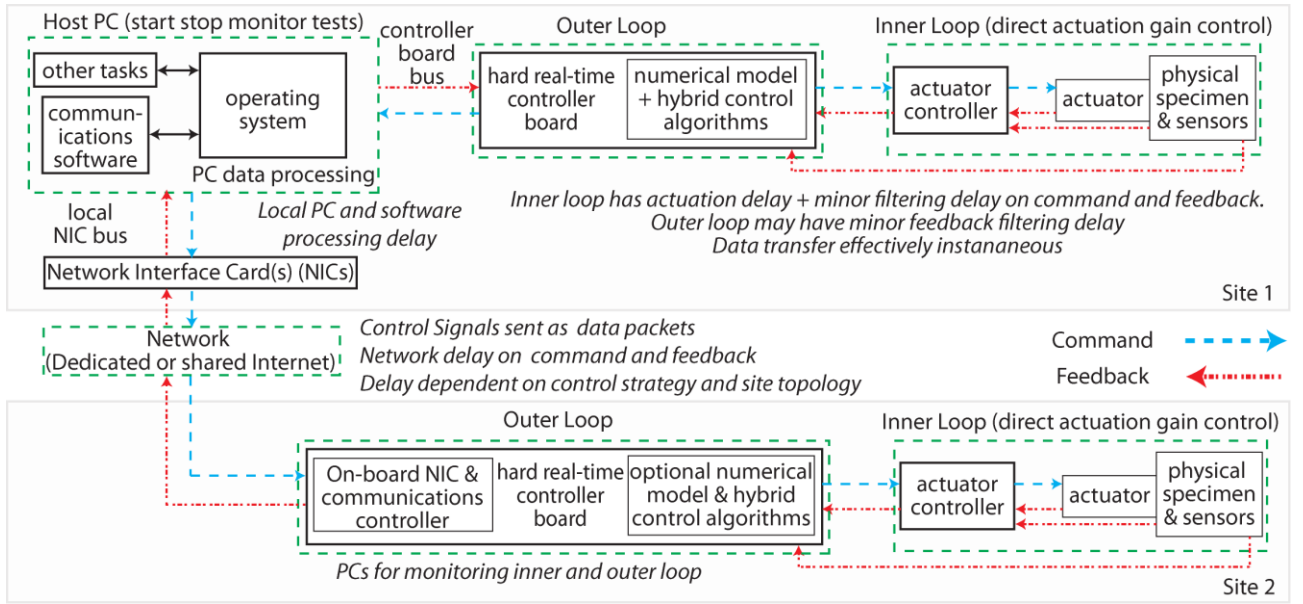 Host PC (start stop monitor tests)
other tasks
commun-
ications
software
operating
system
PC data processing
controller
board
bus
Outer Loop
hard real-time
controller
board
numerical model
+ hybrid control
algorithms
Inner Loop (direct actuation gain control)
actuator
controller
actuator
physical
specimen
& sensors
local
NIC bus
Local PC and software
processing delay
Inner loop has actuation delay + minor filtering delay on command and feedback.
Outer loop may have minor feedback filtering delay
Data transfer effectively instananeous
Network Interface Card(s) (NICs)
Site 1
Network
(Dedicated or shared Internet)
Control Signals sent as data packets
Network delay on command and feedback
Delay dependent on control strategy and site topology
Command
Feedback
Outer Loop
On-board NIC &
communications
controller
hard real-time
controller
board
optional numerical
model & hybrid
control algorithms
Inner Loop (direct actuation gain control)
actuator
controller
actuator
physical
specimen
& sensors
PCs for monitoring inner and outer loop
Site 2